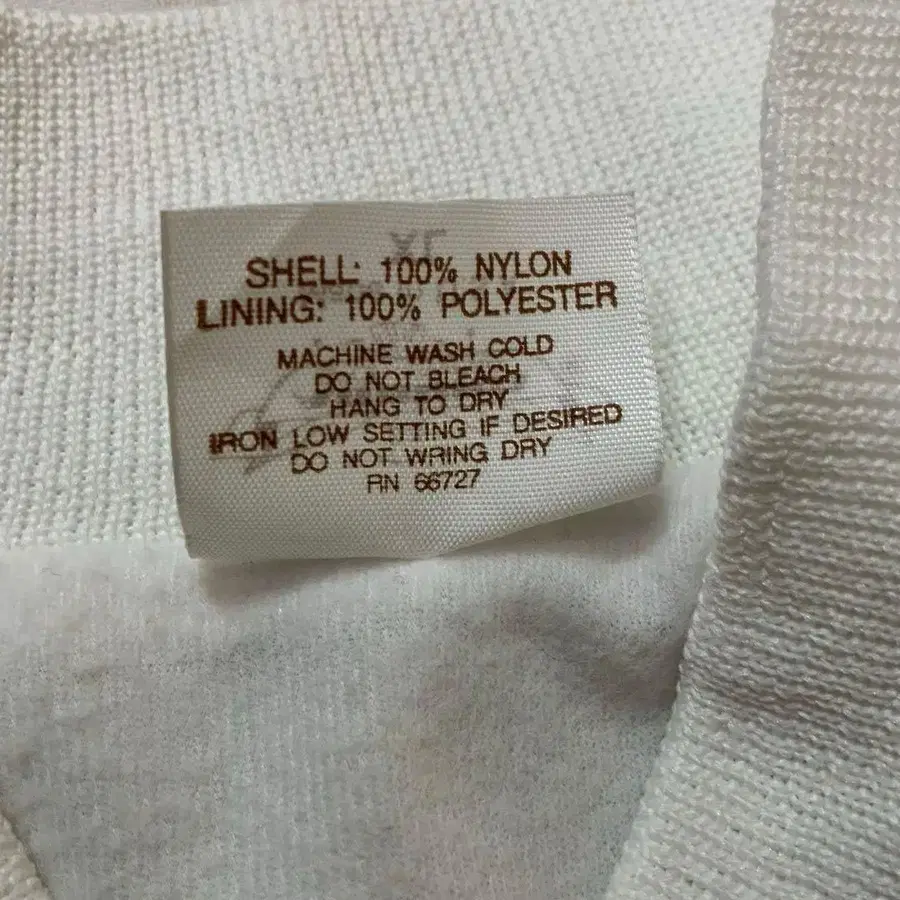 SHELL: 100% NYLON
LINING: 100% POLYESTER
MACHINE WASH COLD
DO NOT BLEACH
HANG TO DRY
IRON LOW SETTING IF DESIRED
DO NOT WRING DRY
RN 66727